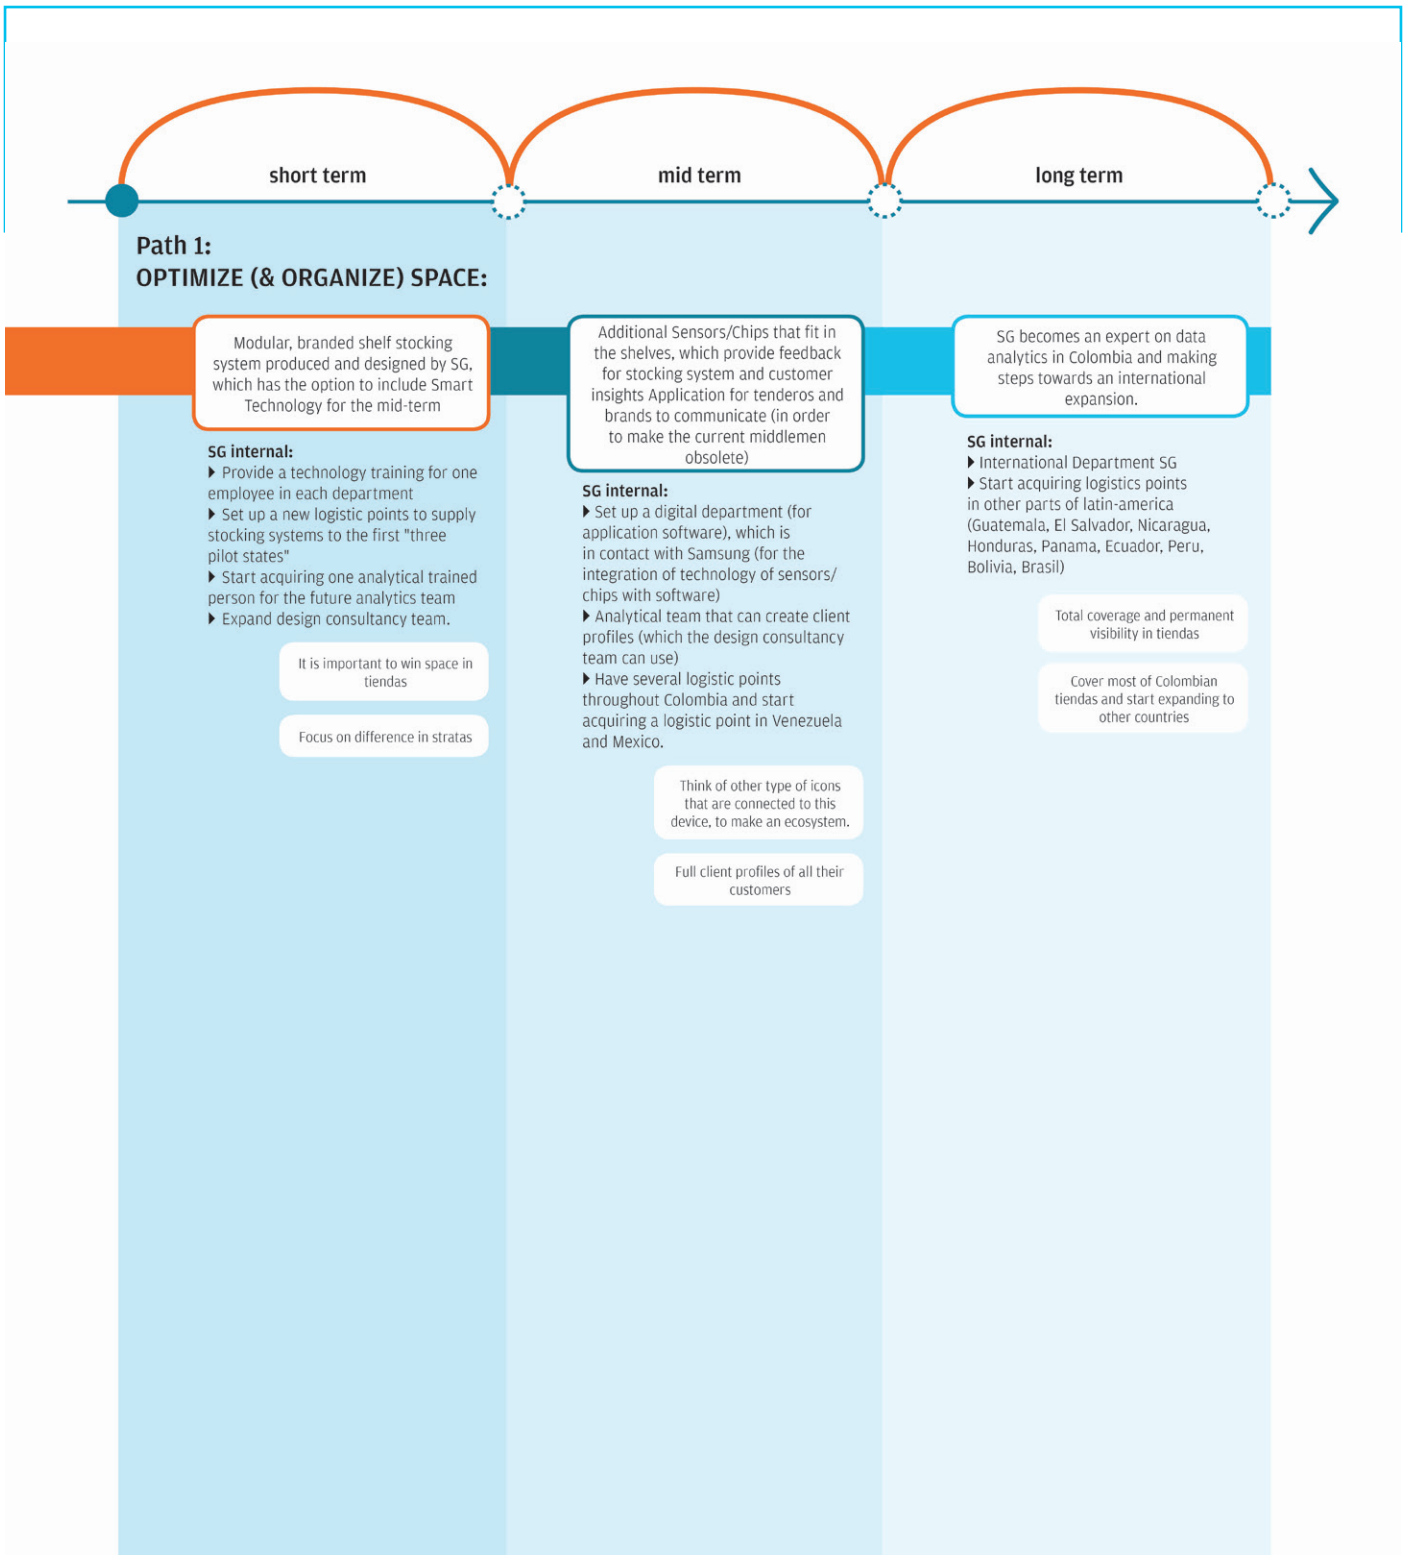 short term
mid term
long term
Path 1:
OPTIMIZE (& ORGANIZE) SPACE:
Modular, branded shelf stocking
system produced and designed by SG,
which has the option to include Smart
Technology for the mid-term
SG internal:
▶ Provide a technology training for one
employee in each department
▶ Set up a new logistic points to supply
stocking systems to the first "three
pilot states"
▶ Start acquiring one analytical trained
person for the future analytics team
▶ Expand design consultancy team.
It is important to win space in
tiendas
Focus on difference in stratas
Additional Sensors/Chips that fit in
the shelves, which provide feedback
for stocking system and customer
insights Application for tenderos and
brands to communicate (in order
to make the current middlemen
obsolete)
SG internal:
▶ Set up a digital department (for
application software), which is
in contact with Samsung (for the
integration of technology of sensors/
chips with software)
▶ Analytical team that can create client
profiles (which the design consultancy
team can use)
▶ Have several logistic points
throughout Colombia and start
acquiring a logistic point in Venezuela
and Mexico.
Think of other type of icons
that are connected to this
device, to make an ecosystem.
Full client profiles of all their
customers
SG becomes an expert on data
analytics in Colombia and making
steps towards an international
expansion.
SG internal:
▶ International Department SG
▶ Start acquiring logistics points
in other parts of latin-america
(Guatemala, El Salvador, Nicaragua,
Honduras, Panama, Ecuador, Peru,
Bolivia, Brasil)
Total coverage and permanent
visibility in tiendas
Cover most of Colombian
tiendas and start expanding to
other countries